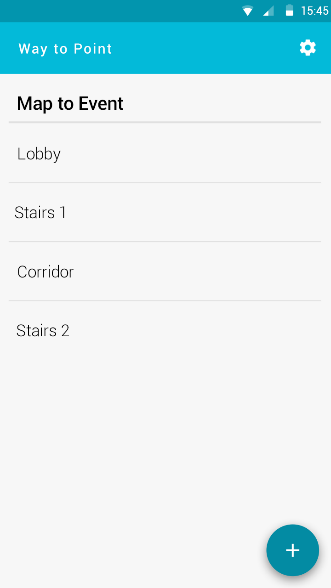 15:45
Way to Point
Map to Event
Lobby
Stairs 1
Corridor
Stairs 2
+